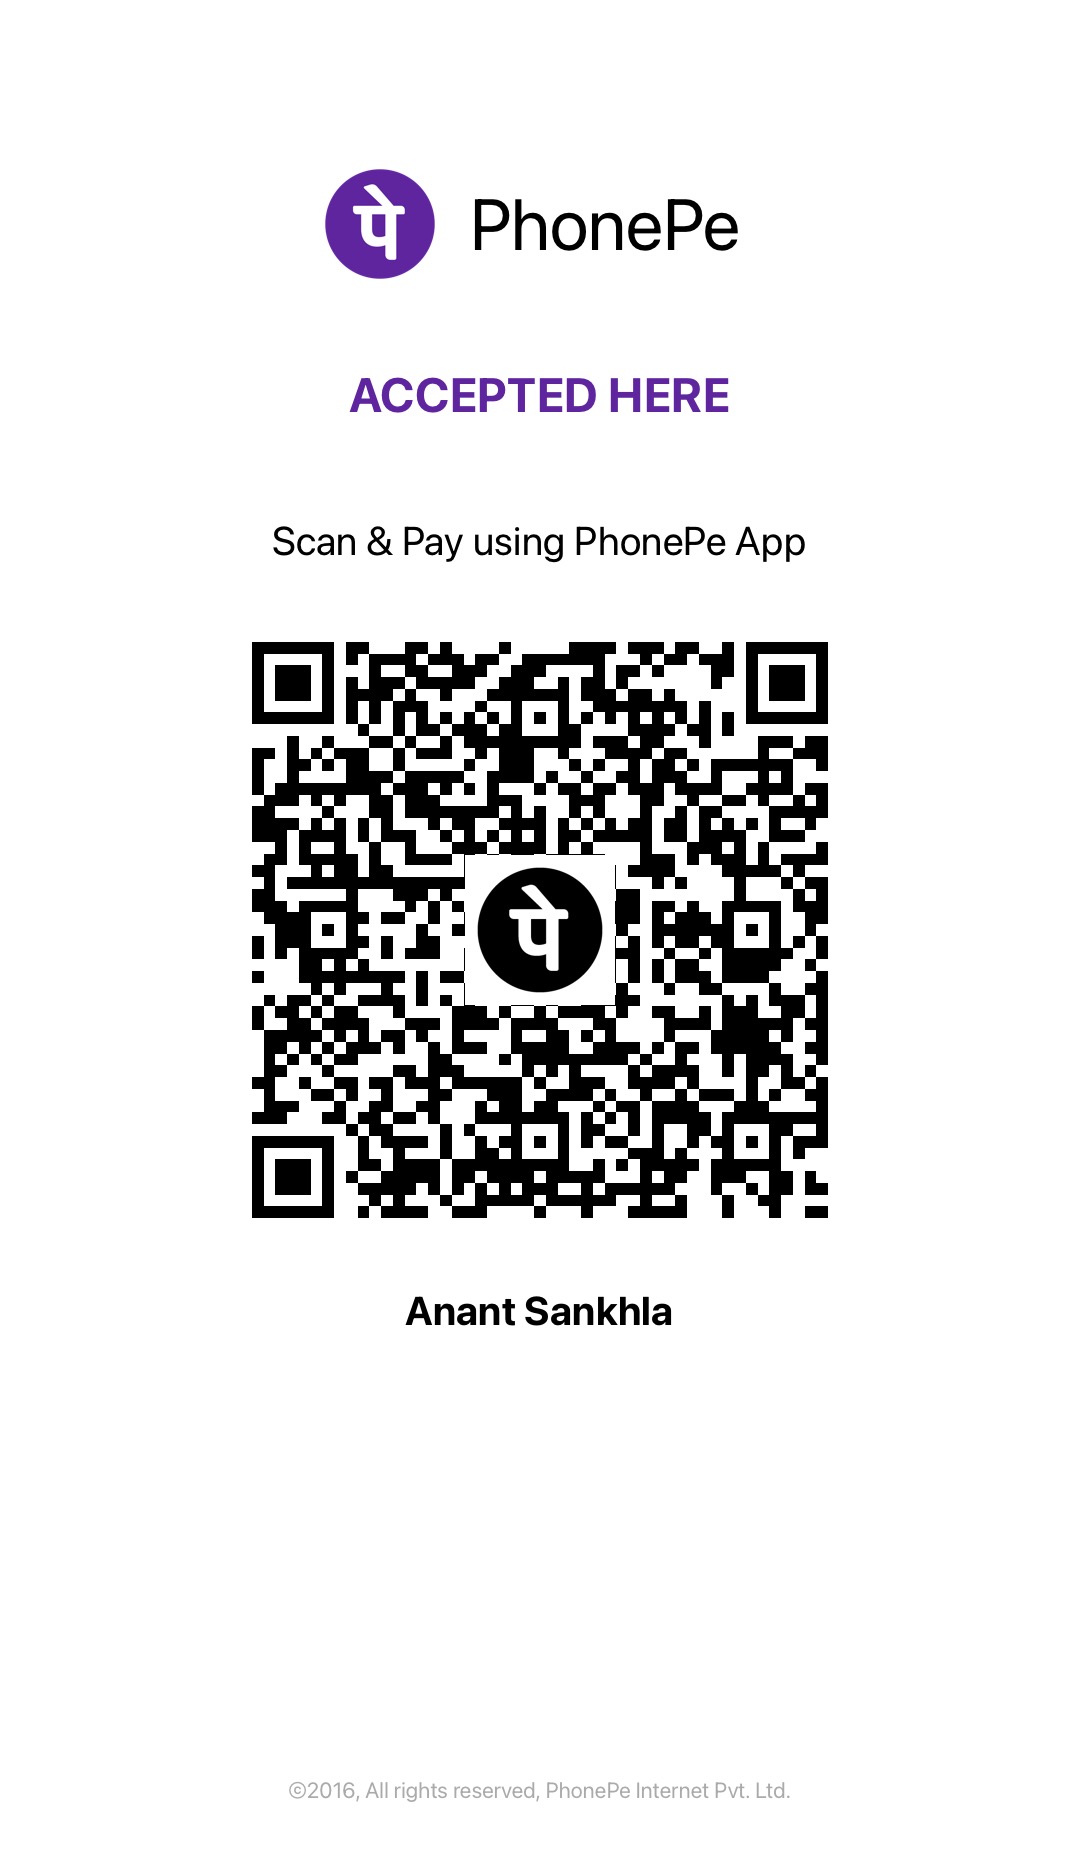 पे PhonePe
ACCEPTED HERE
Scan & Pay using PhonePe App
पे
Anant Sankhla
©2016, All rights reserved, PhonePe Internet Pvt. Ltd.